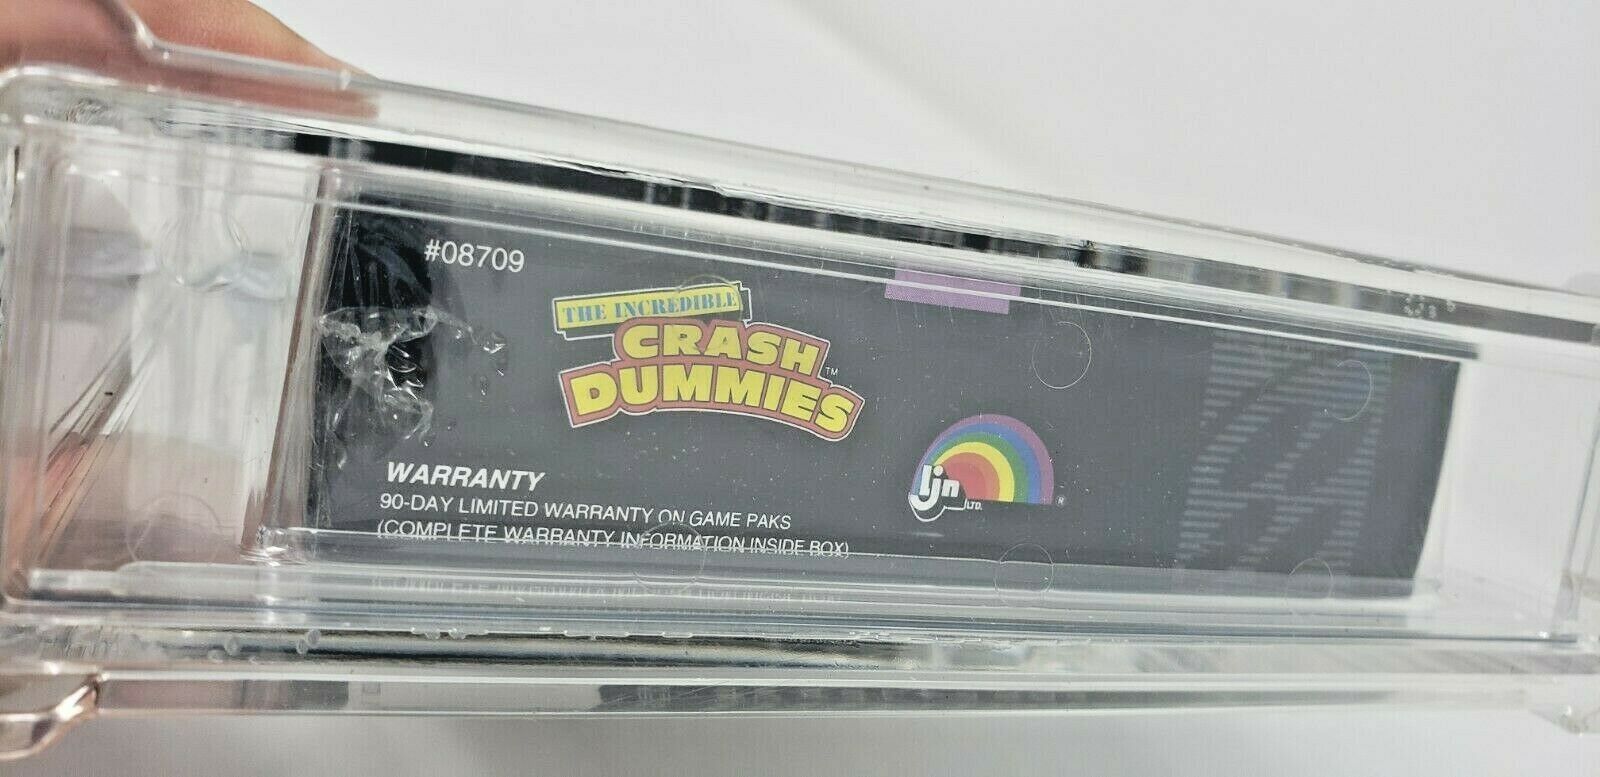 #08709
THE INCREDIBLE
CRASH
DUMMIES™
ljn LTD. ®
WARRANTY
90-DAY LIMITED WARRANTY ON GAME PAKS
(COMPLETE WARRANTY INFORMATION INSIDE BOX)